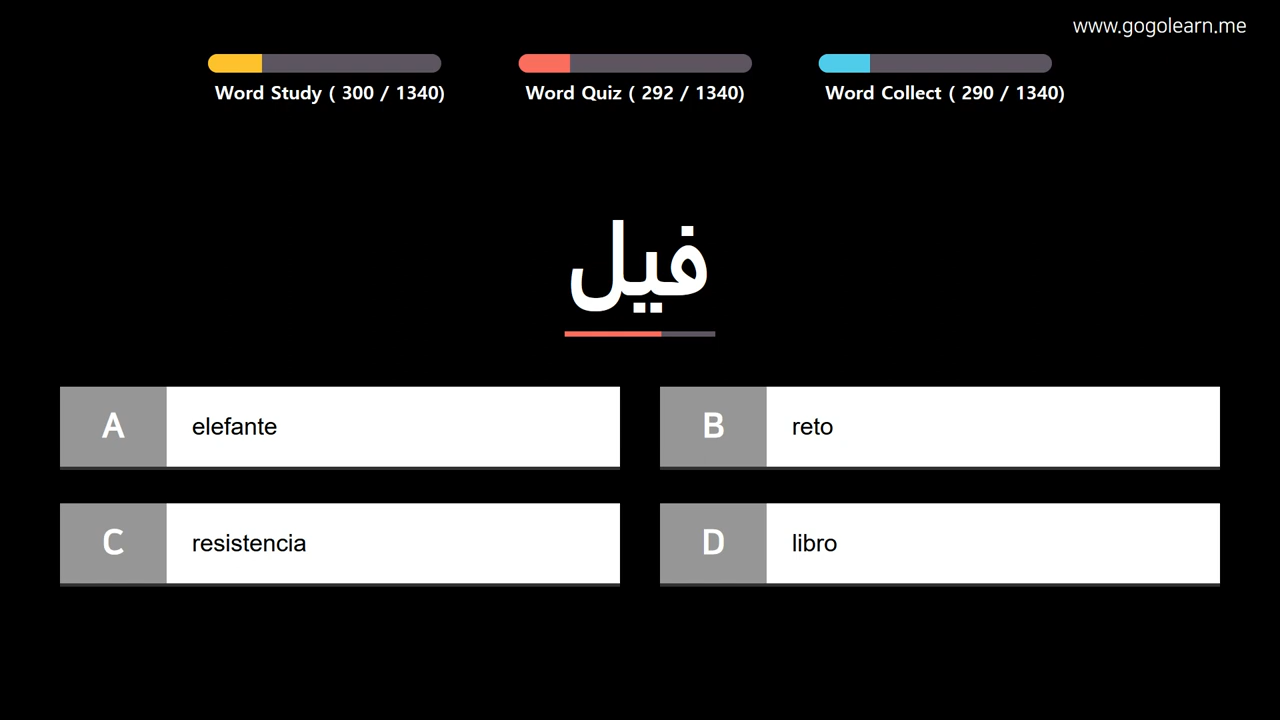 www.gogolearn.me
Word Study ( 300 / 1340)
Word Quiz ( 292 / 1340)
Word Collect ( 290 / 1340)
فيل
A elefante
B reto
C resistencia
D libro